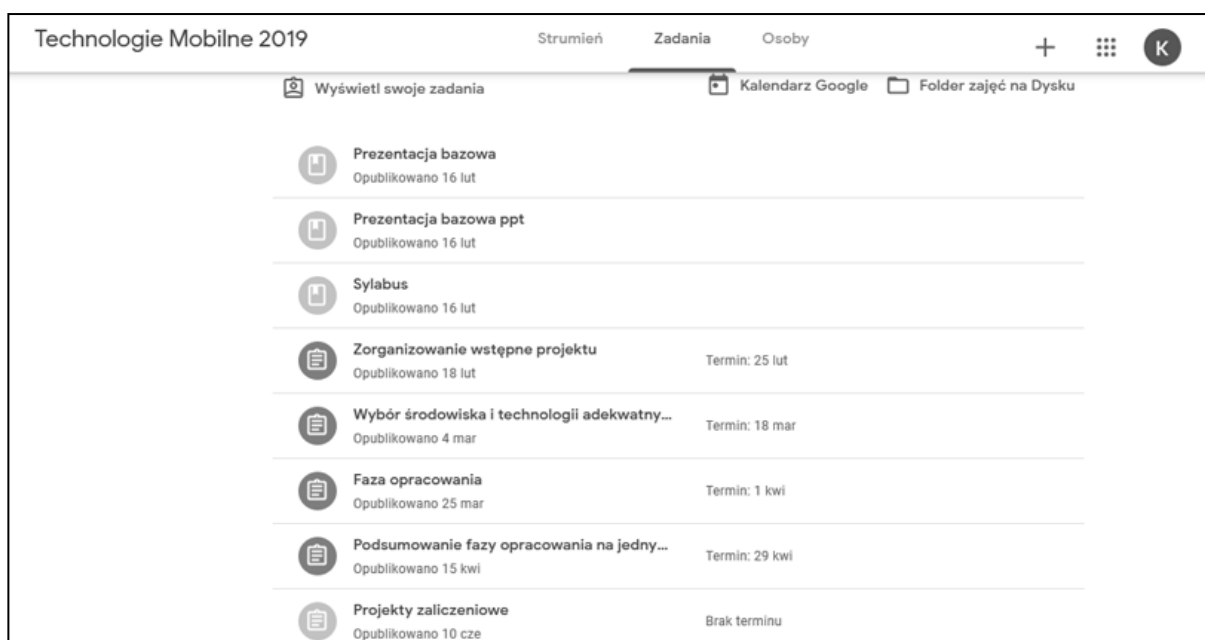 Technologie Mobilne 2019
Strumień Zadania Osoby
K
Wyświetl swoje zadania
Kalendarz Google Folder zajęć na Dysku
Prezentacja bazowa
Opublikowano 16 lut
Prezentacja bazowa ppt
Opublikowano 16 lut
Sylabus
Opublikowano 16 lut
Zorganizowanie wstępne projektu
Opublikowano 18 lut
Termin: 25 lut
Wybór środowiska i technologii adekwatny...
Opublikowano 4 mar
Termin: 18 mar
Faza opracowania
Opublikowano 25 mar
Termin: 1 kwi
Podsumowanie fazy opracowania na jedny...
Opublikowano 15 kwi
Termin: 29 kwi
Projekty zaliczeniowe
Opublikowano 10 cze
Brak terminu